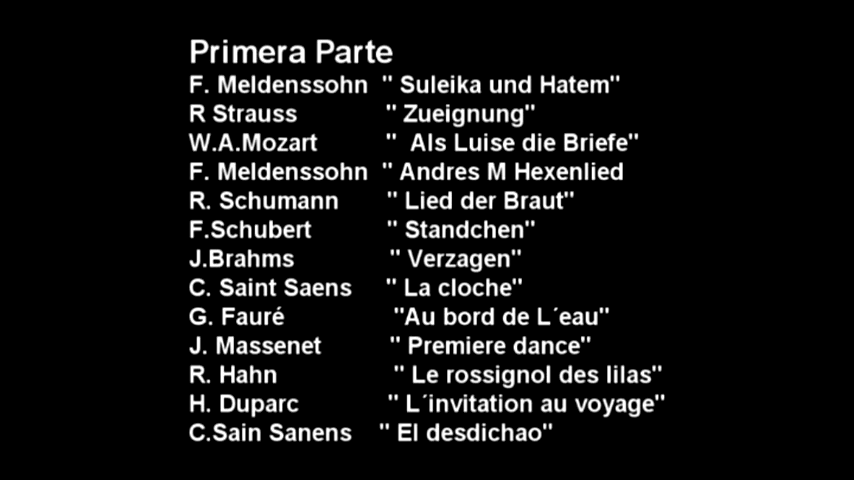 Primera Parte
F. Meldenssohn " Suleika und Hatem"
R Strauss " Zueignung"
W.A.Mozart " Als Luise die Briefe"
F. Meldenssohn " Andres M Hexenlied
R. Schumann " Lied der Braut"
F.Schubert " Standchen"
J.Brahms " Verzagen"
C. Saint Saens " La cloche"
G. Fauré "Au bord de L´eau"
J. Massenet " Premiere dance"
R. Hahn " Le rossignol des lilas"
H. Duparc " L´invitation au voyage"
C.Sain Sanens " El desdichao"